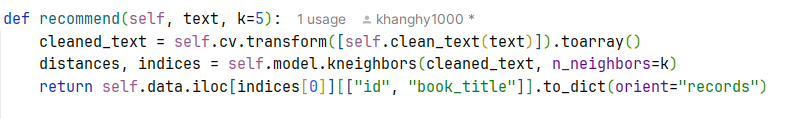 def recommend(self, text, k=5): 1 usage khanghy1000 *
    cleaned_text = self.cv.transform([self.clean_text(text)]).toarray()
    distances, indices = self.model.kneighbors(cleaned_text, n_neighbors=k)
    return self.data.iloc[indices[0]][["id", "book_title"]].to_dict(orient="records")